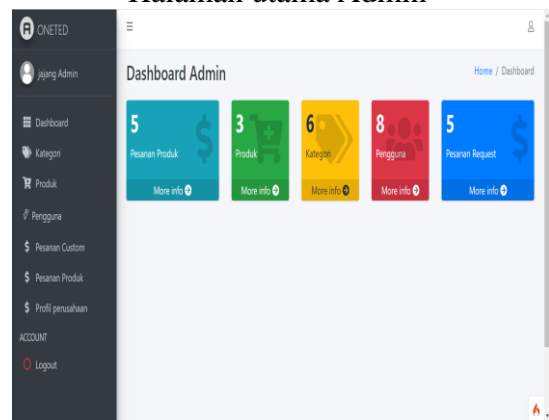 Halaman utama Admin
ONETED
jajang Admin
Dashboard Admin
Home / Dashboard
Dashboard
Kategori
Produk
Pengguna
Pesanan Custom
Pesanan Produk
Profil perusahaan
ACCOUNT
Logout
5
Pesanan Produk
More info
3
Produk
More info
6
Kategori
More info
8
Pengguna
More info
5
Pesanan Request
More info